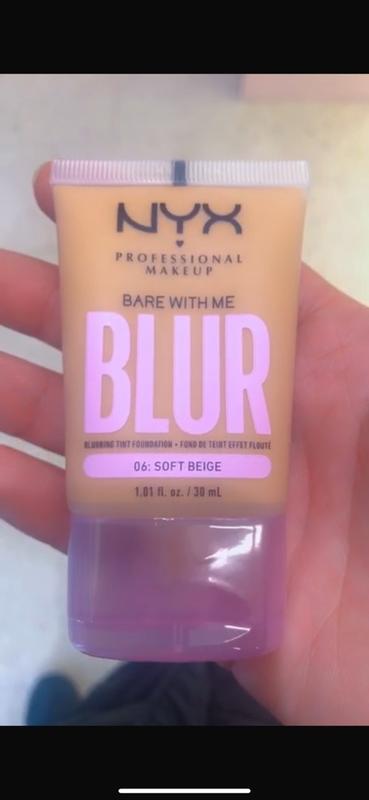 NYX
PROFESSIONAL
MAKEUP
BARE WITH ME
BLUR
BLURRING TINT FOUNDATION • FOND DE TEINT EFFET FLOUTÉ
06: SOFT BEIGE
1.01 fl. oz. / 30 mL